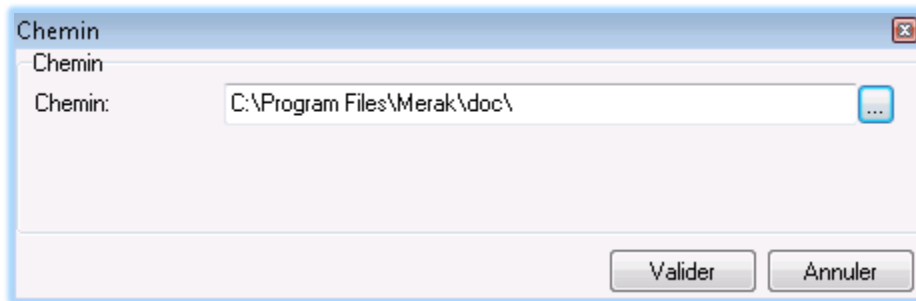 Chemin
Chemin
Chemin: C:\Program Files\Merak\doc\ ...
Valider Annuler